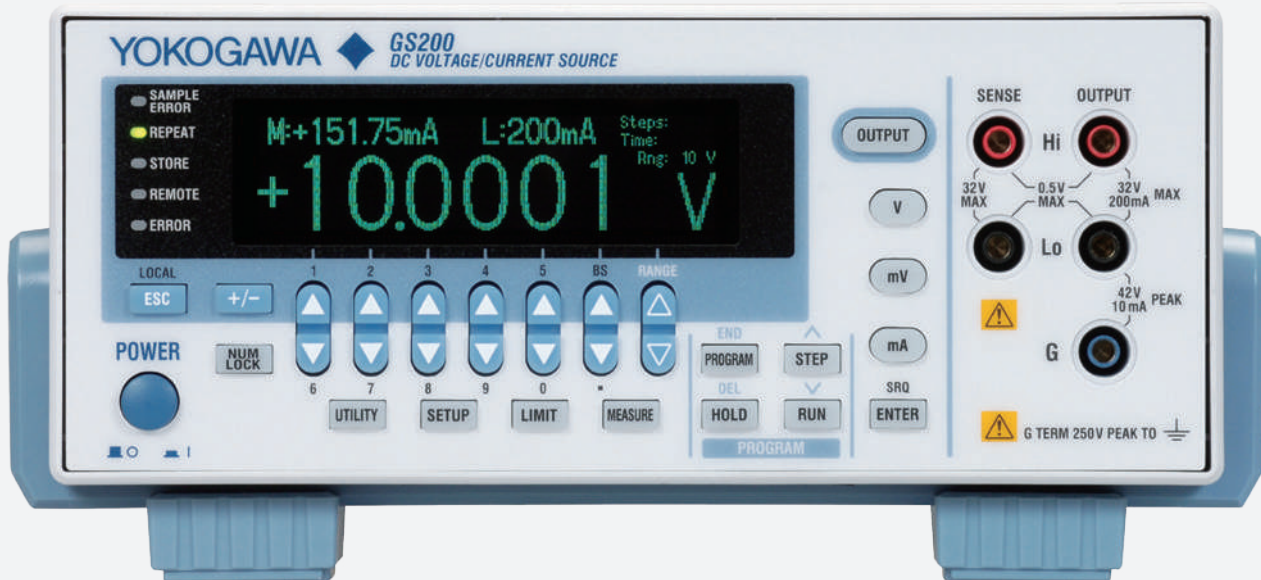 YOKOGAWA GS200
DC VOLTAGE/CURRENT SOURCE
SAMPLE
ERROR
REPEAT
STORE
REMOTE
ERROR
M:+151.75mA L:200mA
Steps:
Time:
Rng: 10 V
+10.0001 V
LOCAL
ESC
+/−
1 2 3 4 5 BS RANGE
6 7 8 9 0 ▪
POWER
NUM
LOCK
UTILITY SETUP LIMIT MEASURE
OUTPUT
V
mV
mA
END
PROGRAM STEP
DEL
HOLD RUN
PROGRAM
SRQ
ENTER
SENSE OUTPUT
Hi
32V
MAX
0.5V
MAX
32V
200mA MAX
Lo
42V
10mA PEAK
G
G TERM 250V PEAK TO